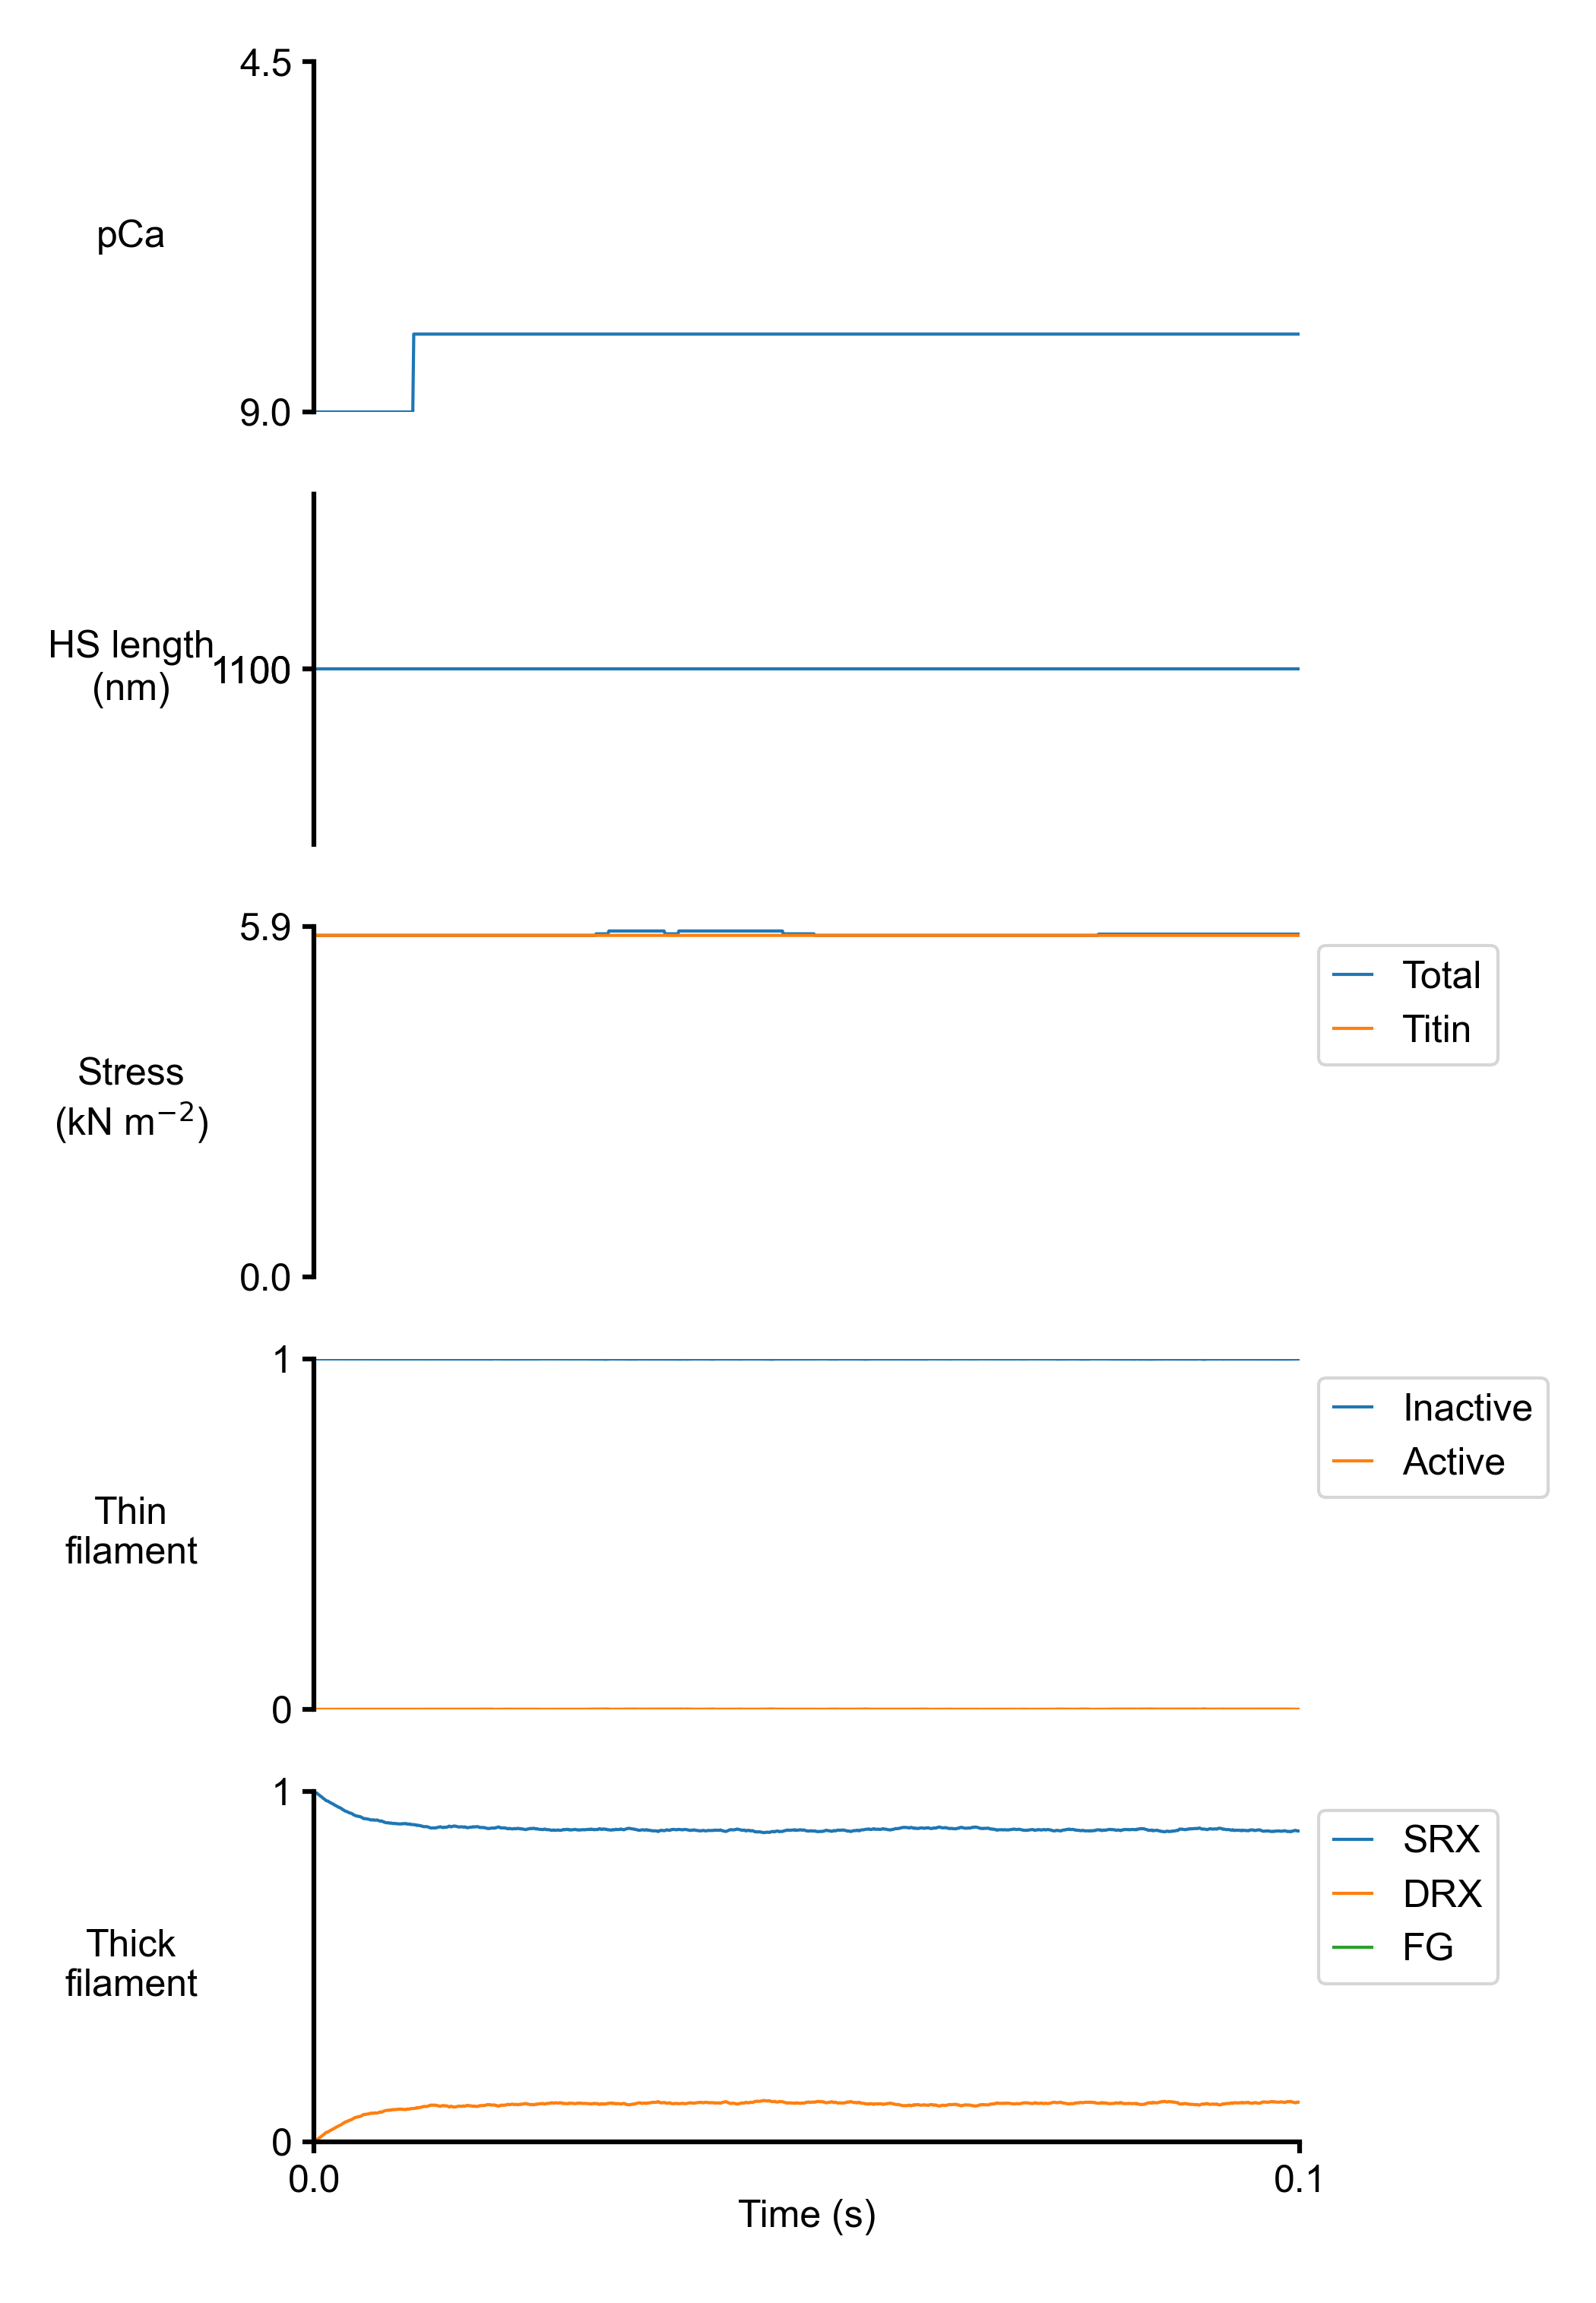 4.5
pCa
9.0
HS length
(nm)
1100
5.9
Total
Titin
Stress
(kN m⁻²)
0.0
1
Inactive
Active
Thin
filament
0
1
SRX
DRX
FG
Thick
filament
0
0.0
0.1
Time (s)